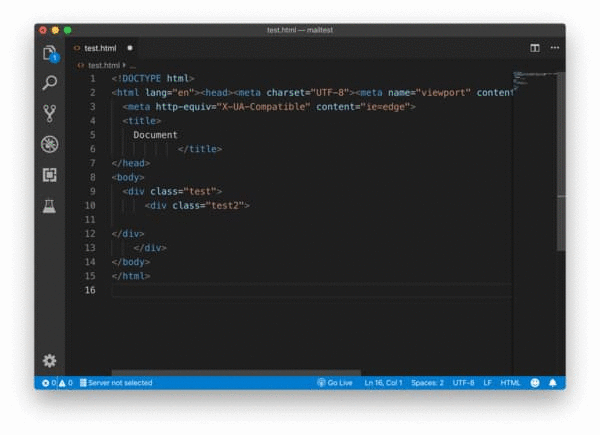 test.html — mailtest
test.html
1
test.html › ...
1 <!DOCTYPE html>
2 <html lang="en"><head><meta charset="UTF-8"><meta name="viewport" content
3 <meta http-equiv="X-UA-Compatible" content="ie=edge">
4 <title>
5 Document
6 </title>
7 </head>
8 <body>
9 <div class="test">
10 <div class="test2">
11
12 </div>
13 </div>
14 </body>
15 </html>
16
0 0 Server not selected Go Live Ln 16, Col 1 Spaces: 2 UTF-8 LF HTML